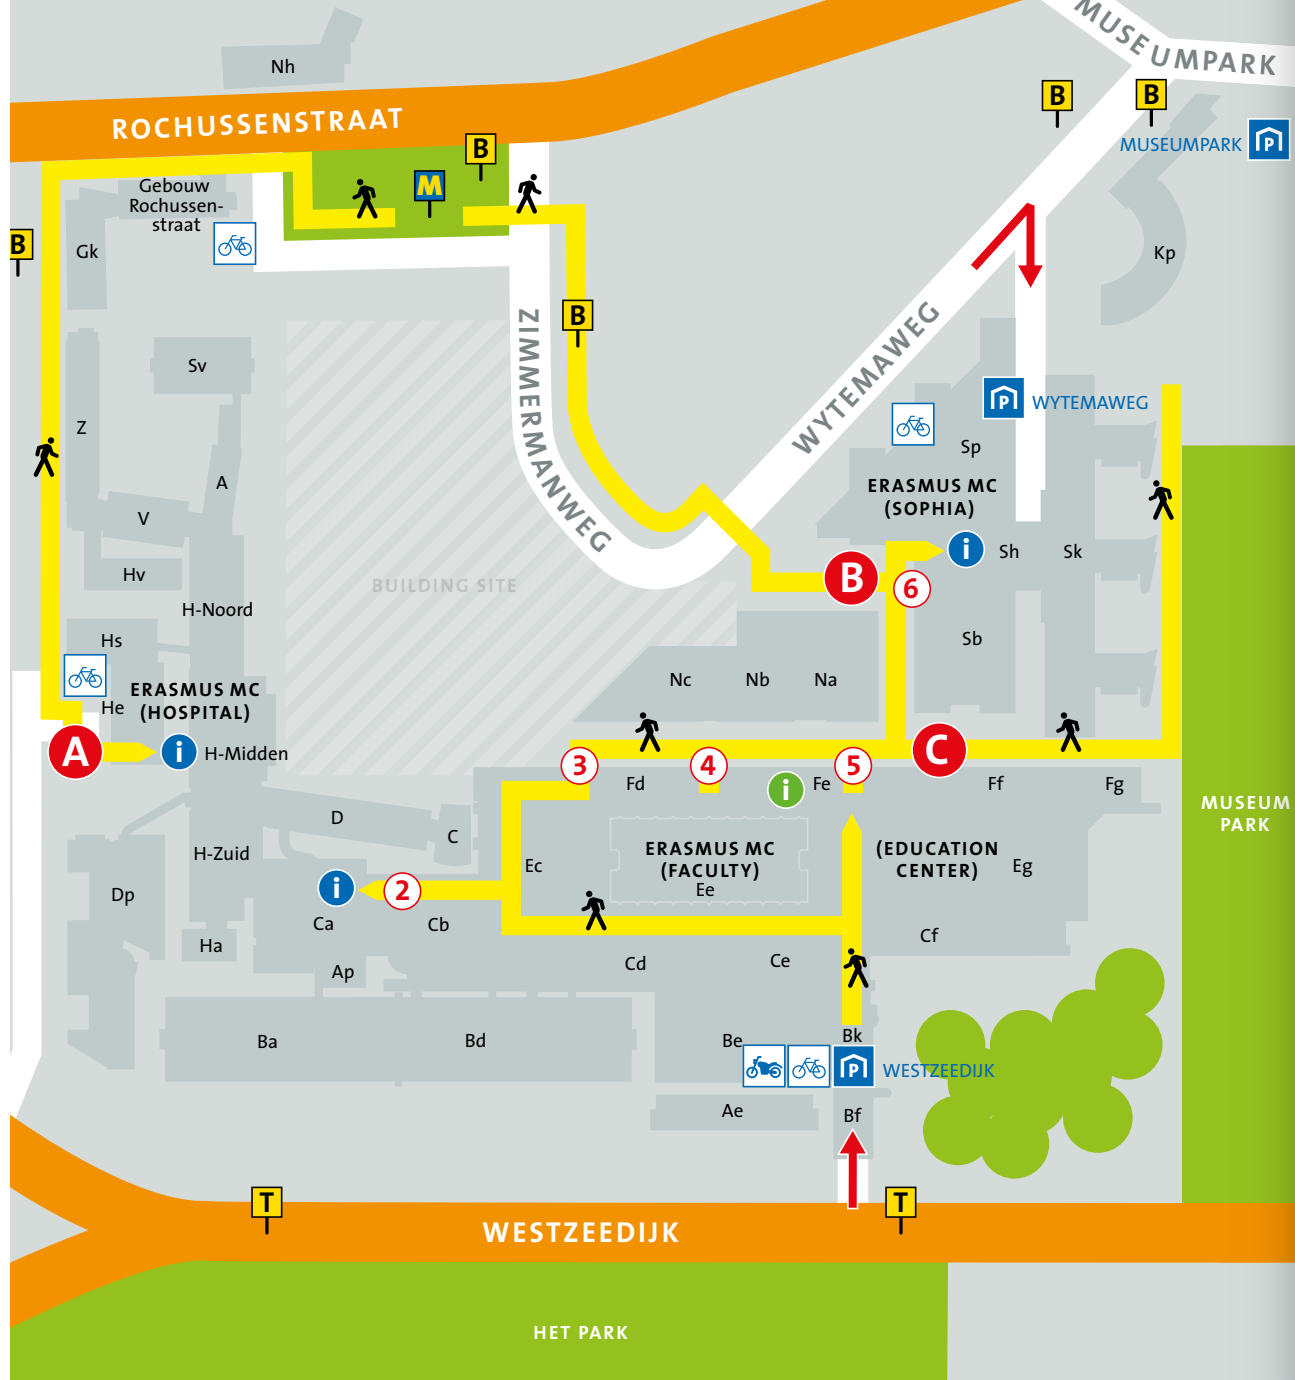 MUSEUMPARK
Nh
B
B
P
ROCHUSSENSTRAAT
MUSEUMPARK
B
M
Gebouw
Rochussen-
straat
B
Gk
Kp
B
ZIMMERMANWEG
WYTEMAWEG
Sv
P
WYTEMAWEG
Z
Sp
A
ERASMUS MC
(SOPHIA)
V
i
Sh
Sk
Hv
BUILDING SITE
B
6
H-Noord
Hs
Sb
ERASMUS MC
(HOSPITAL)
Nc
Nb
Na
He
A
i
H-Midden
C
3
4
5
Fd
i
Fe
Ff
Fg
MUSEUM
PARK
D
C
H-Zuid
Ec
ERASMUS MC
(FACULTY)
Ee
(EDUCATION
CENTER)
Eg
Dp
i
2
Ca
Cb
Cf
Ha
Ap
Cd
Ce
Ba
Bd
Be
Bk
P
WESTZEEDIJK
Ae
Bf
T
T
WESTZEEDIJK
HET PARK